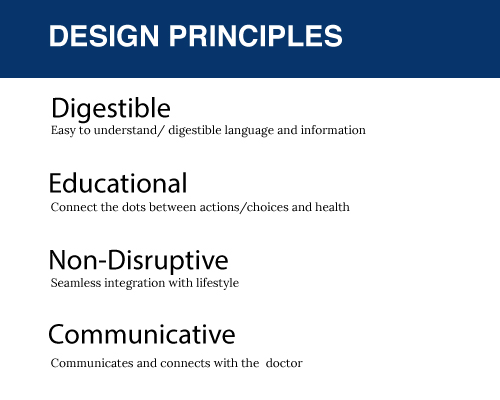 DESIGN PRINCIPLES
Digestible
Easy to understand/ digestible language and information
Educational
Connect the dots between actions/choices and health
Non-Disruptive
Seamless integration with lifestyle
Communicative
Communicates and connects with the  doctor